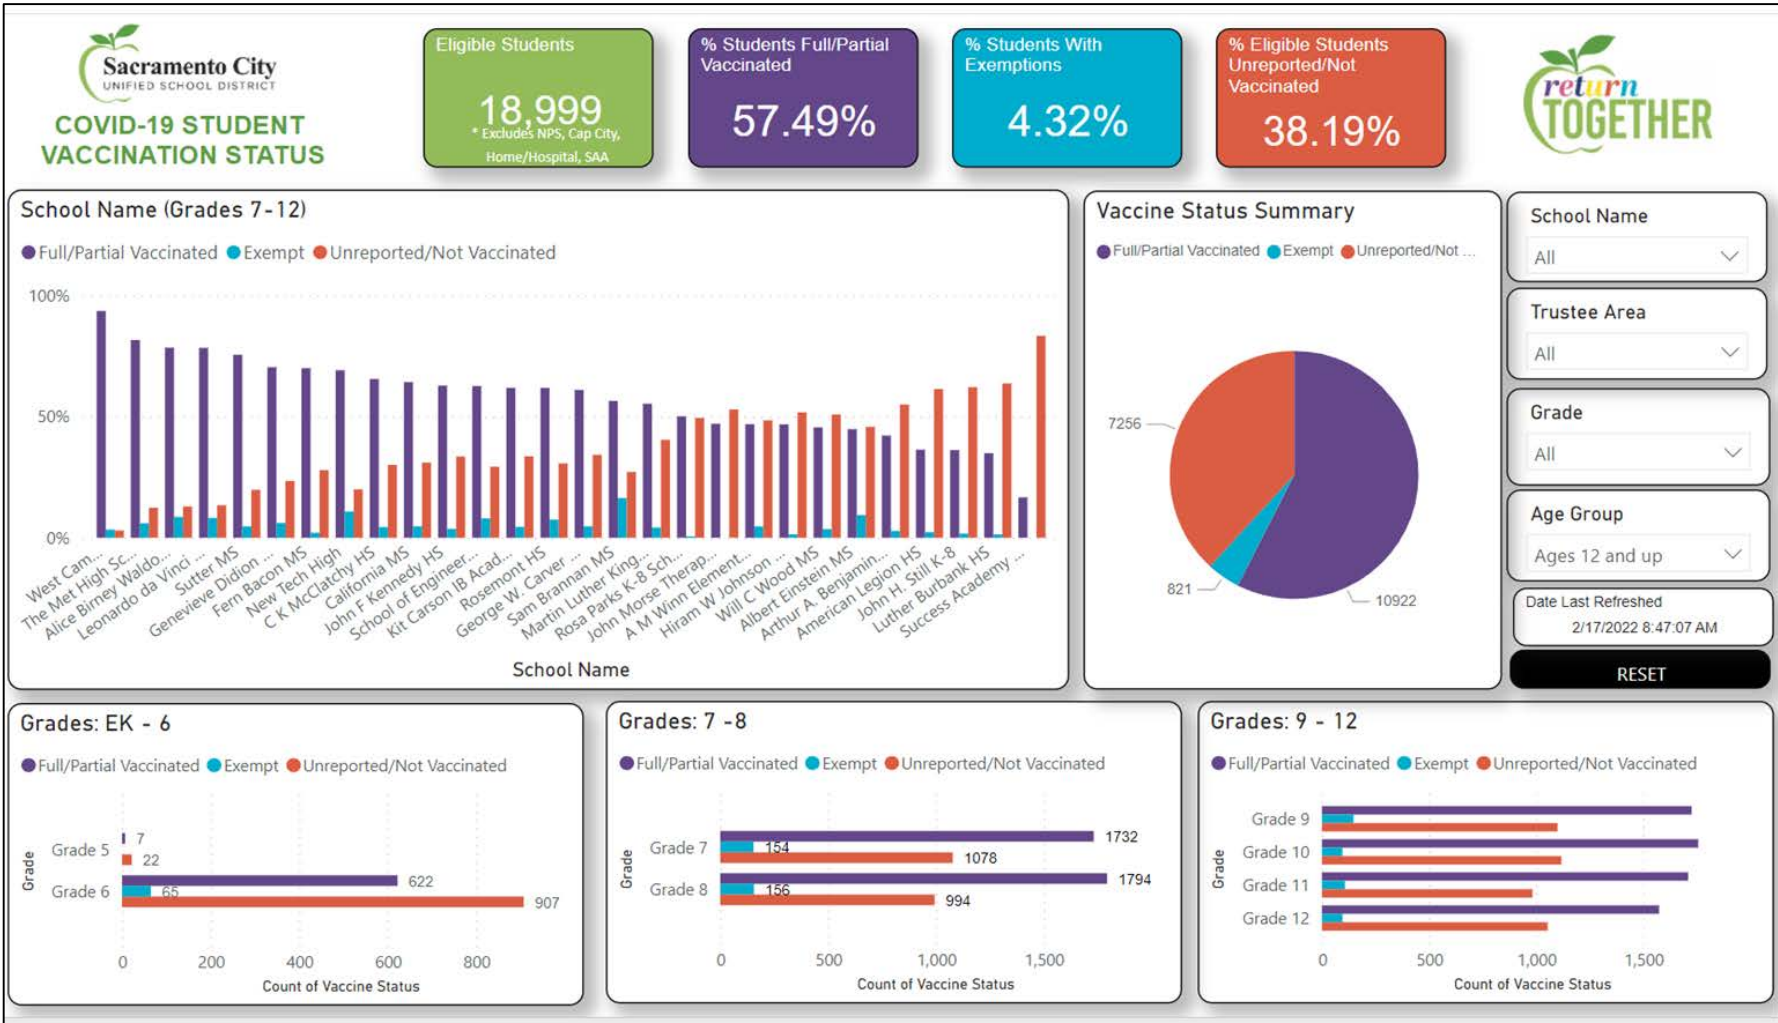 Sacramento City
UNIFIED SCHOOL DISTRICT
COVID-19 STUDENT
VACCINATION STATUS
Eligible Students
18,999
* Excludes NPS, Cap City,
Home/Hospital, SAA
% Students Full/Partial
Vaccinated
57.49%
% Students With
Exemptions
4.32%
% Eligible Students
Unreported/Not
Vaccinated
38.19%
return
TOGETHER
School Name (Grades 7-12)
Full/Partial Vaccinated Exempt Unreported/Not Vaccinated
100%
50%
0%
West Cam...
The Met High Sc...
Alice Birney Waldo...
Leonardo da Vinci ...
Sutter MS
Genevieve Didion ...
Fern Bacon MS
New Tech High
C K McClatchy HS
California MS
John F Kennedy HS
School of Engineer...
Kit Carson IB Acad...
Rosemont HS
George W. Carver ...
Sam Brannan MS
Martin Luther King...
Rosa Parks K-8 Sch...
John Morse Therap...
A M Winn Element...
Hiram W Johnson ...
Will C Wood MS
Albert Einstein MS
Arthur A. Benjamin...
American Legion HS
John H. Still K-8
Luther Burbank HS
Success Academy ...
School Name
Vaccine Status Summary
Full/Partial Vaccinated Exempt Unreported/Not ...
7256
821
10922
School Name
All
Trustee Area
All
Grade
All
Age Group
Ages 12 and up
Date Last Refreshed
2/17/2022 8:47:07 AM
RESET
Grades: EK - 6
Full/Partial Vaccinated Exempt Unreported/Not Vaccinated
Grade
Grade 5
7
22
Grade 6
622
65
907
0 200 400 600 800
Count of Vaccine Status
Grades: 7 -8
Full/Partial Vaccinated Exempt Unreported/Not Vaccinated
Grade
Grade 7
1732
154
1078
Grade 8
1794
156
994
0 500 1,000 1,500
Count of Vaccine Status
Grades: 9 - 12
Full/Partial Vaccinated Exempt Unreported/Not Vaccinated
Grade
Grade 9
Grade 10
Grade 11
Grade 12
0 500 1,000 1,500
Count of Vaccine Status